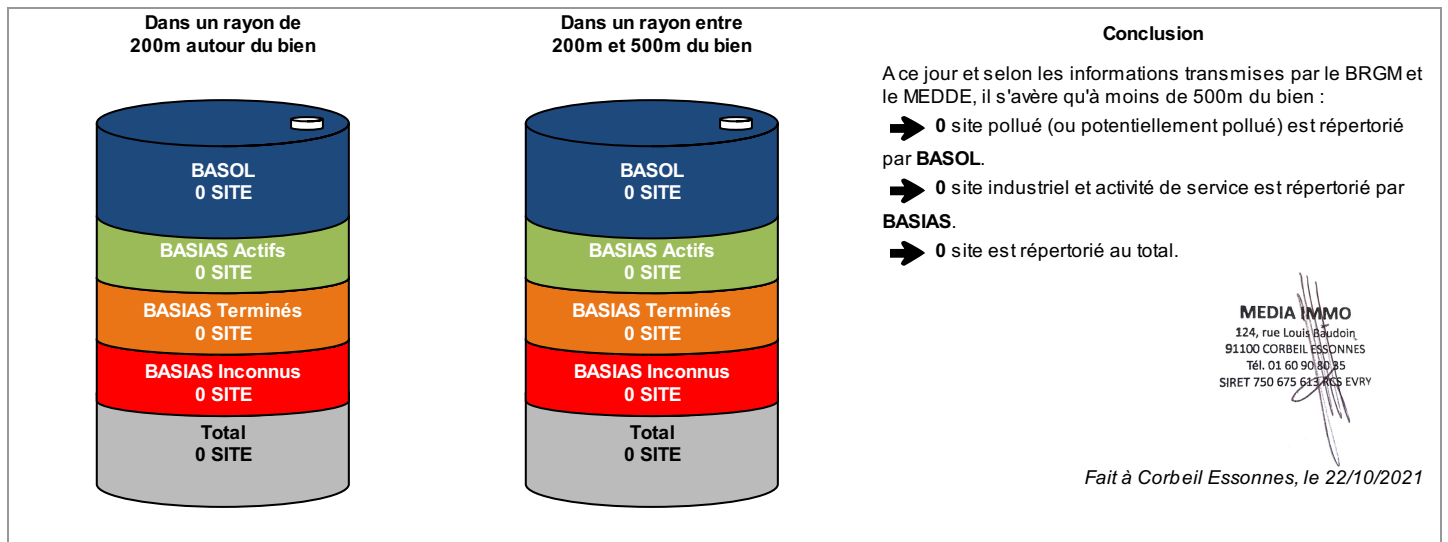 Dans un rayon de
200m autour du bien
BASOL
0 SITE
BASIAS Actifs
0 SITE
BASIAS Terminés
0 SITE
BASIAS Inconnus
0 SITE
Total
0 SITE
Dans un rayon entre
200m et 500m du bien
BASOL
0 SITE
BASIAS Actifs
0 SITE
BASIAS Terminés
0 SITE
BASIAS Inconnus
0 SITE
Total
0 SITE
Conclusion
A ce jour et selon les informations transmises par le BRGM et
le MEDDE, il s'avère qu'à moins de 500m du bien :
0 site pollué (ou potentiellement pollué) est répertorié
par BASOL.
0 site industriel et activité de service est répertorié par
BASIAS.
0 site est répertorié au total.
MEDIA IMMO
124, rue Louis Baudoin
91100 CORBEIL ESSONNES
Tél. 01 60 90 80 85
SIRET 750 675 613 RCS EVRY
Fait à Corbeil Essonnes, le 22/10/2021